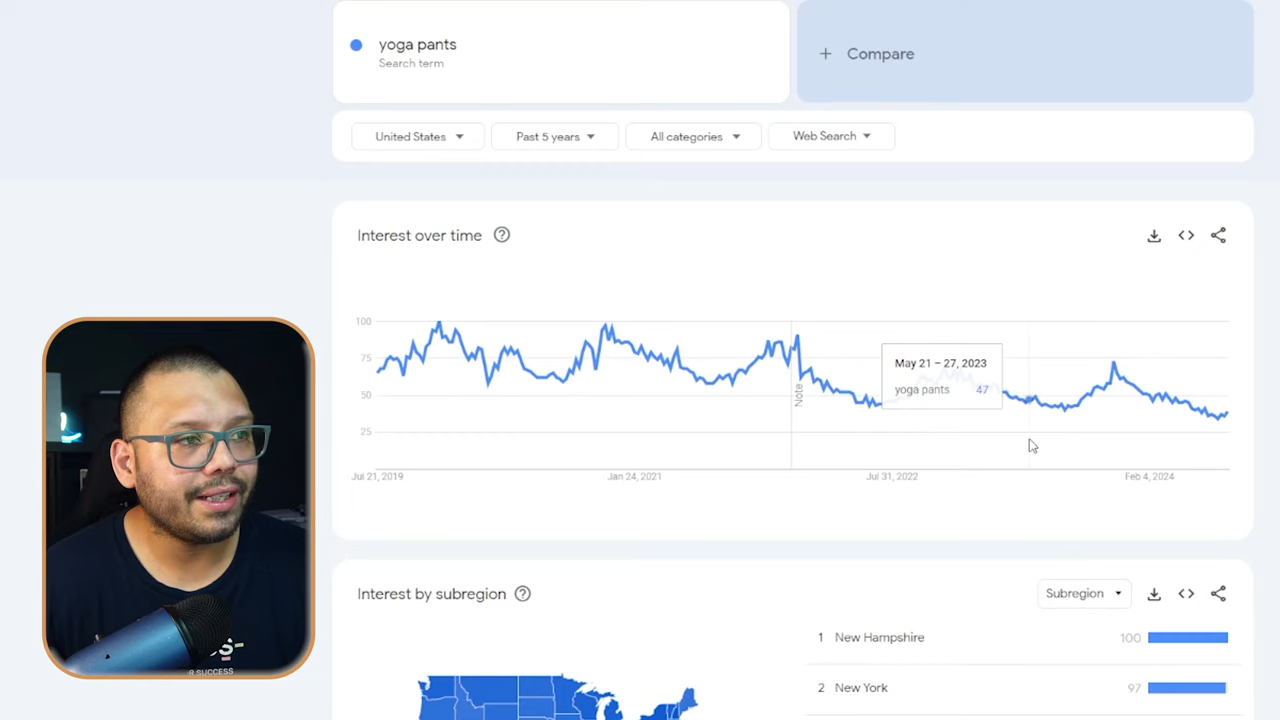 yoga pants
Search term
+ Compare
United States
Past 5 years
All categories
Web Search
Interest over time
100
75
50
25
Note
May 21 – 27, 2023
yoga pants 47
Jul 21, 2019
Jan 24, 2021
Jul 31, 2022
Feb 4, 2024
Interest by subregion
Subregion
1 New Hampshire 100
2 New York 97
R SUCCESS